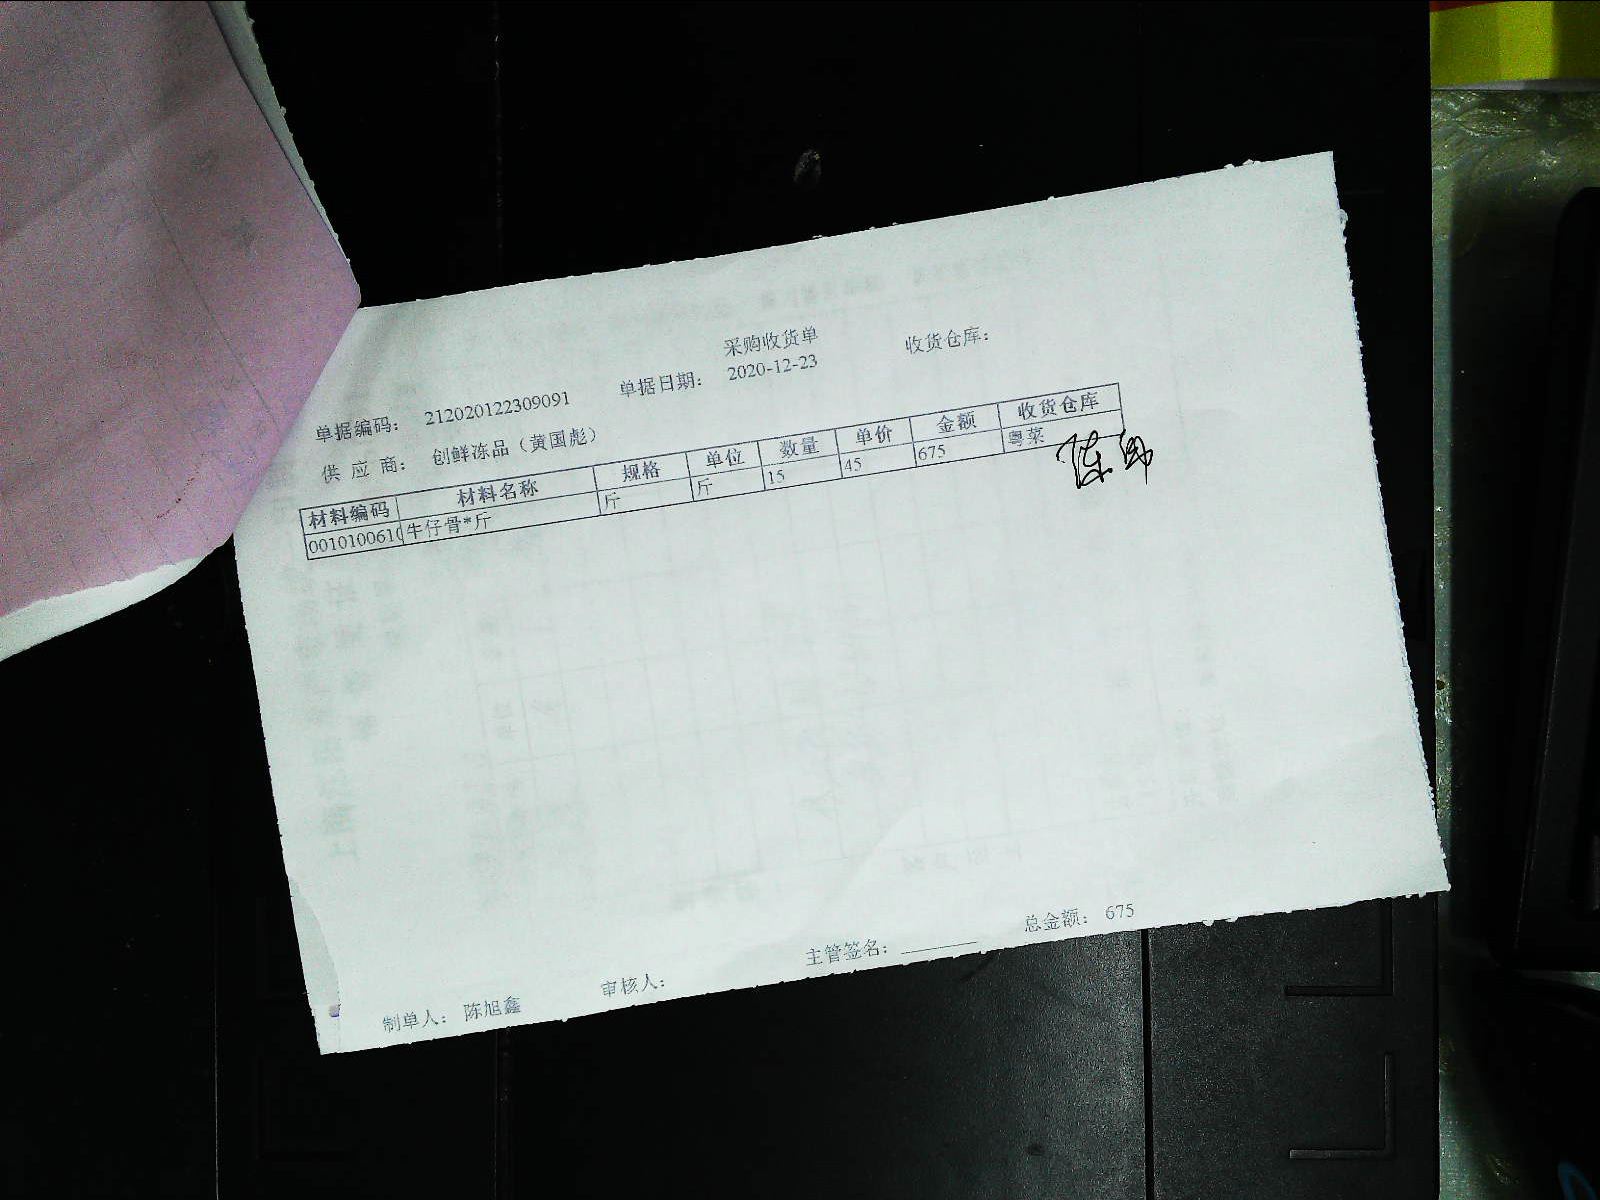 采购收货单
单据编码： 212020122309091 单据日期： 2020-12-23 收货仓库：
供 应 商： 创鲜冻品（黄国彪）
材料编码 材料名称 规格 单位 数量 单价 金额 收货仓库
0010100610 牛仔骨*斤 斤 斤 15 45 675 粤菜
制单人： 陈旭鑫 审核人： 主管签名： 总金额： 675